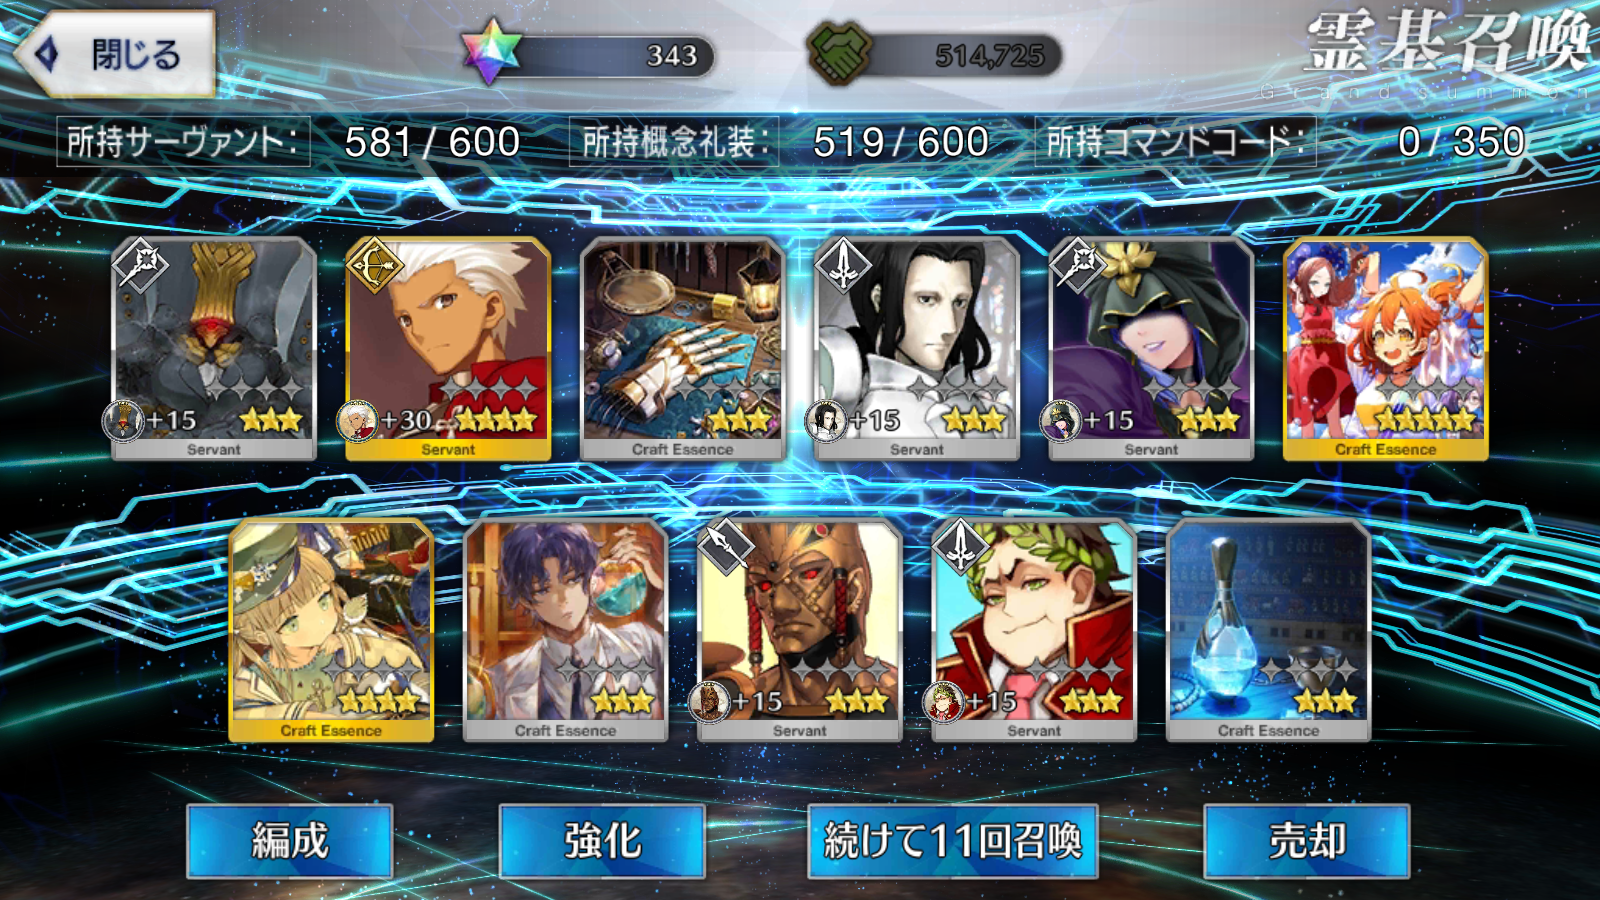 閉じる
343
514,725
霊基召喚
Grand summon
所持サーヴァント: 581/600
所持概念礼装: 519/600
所持コマンドコード: 0/350
+15
Servant
+30
Servant
Craft Essence
+15
Servant
+15
Servant
Craft Essence
Craft Essence
Craft Essence
+15
Servant
+15
Servant
Craft Essence
編成
強化
続けて11回召喚
売却